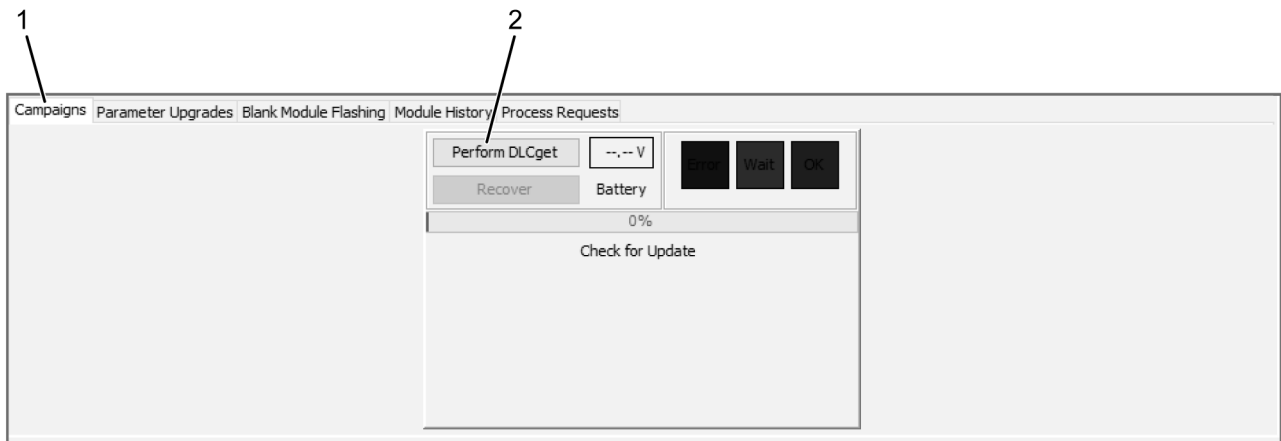 1 2
Campaigns Parameter Upgrades Blank Module Flashing Module History Process Requests
Perform DLCget --.-- V Error Wait OK
Recover Battery
0%
Check for Update